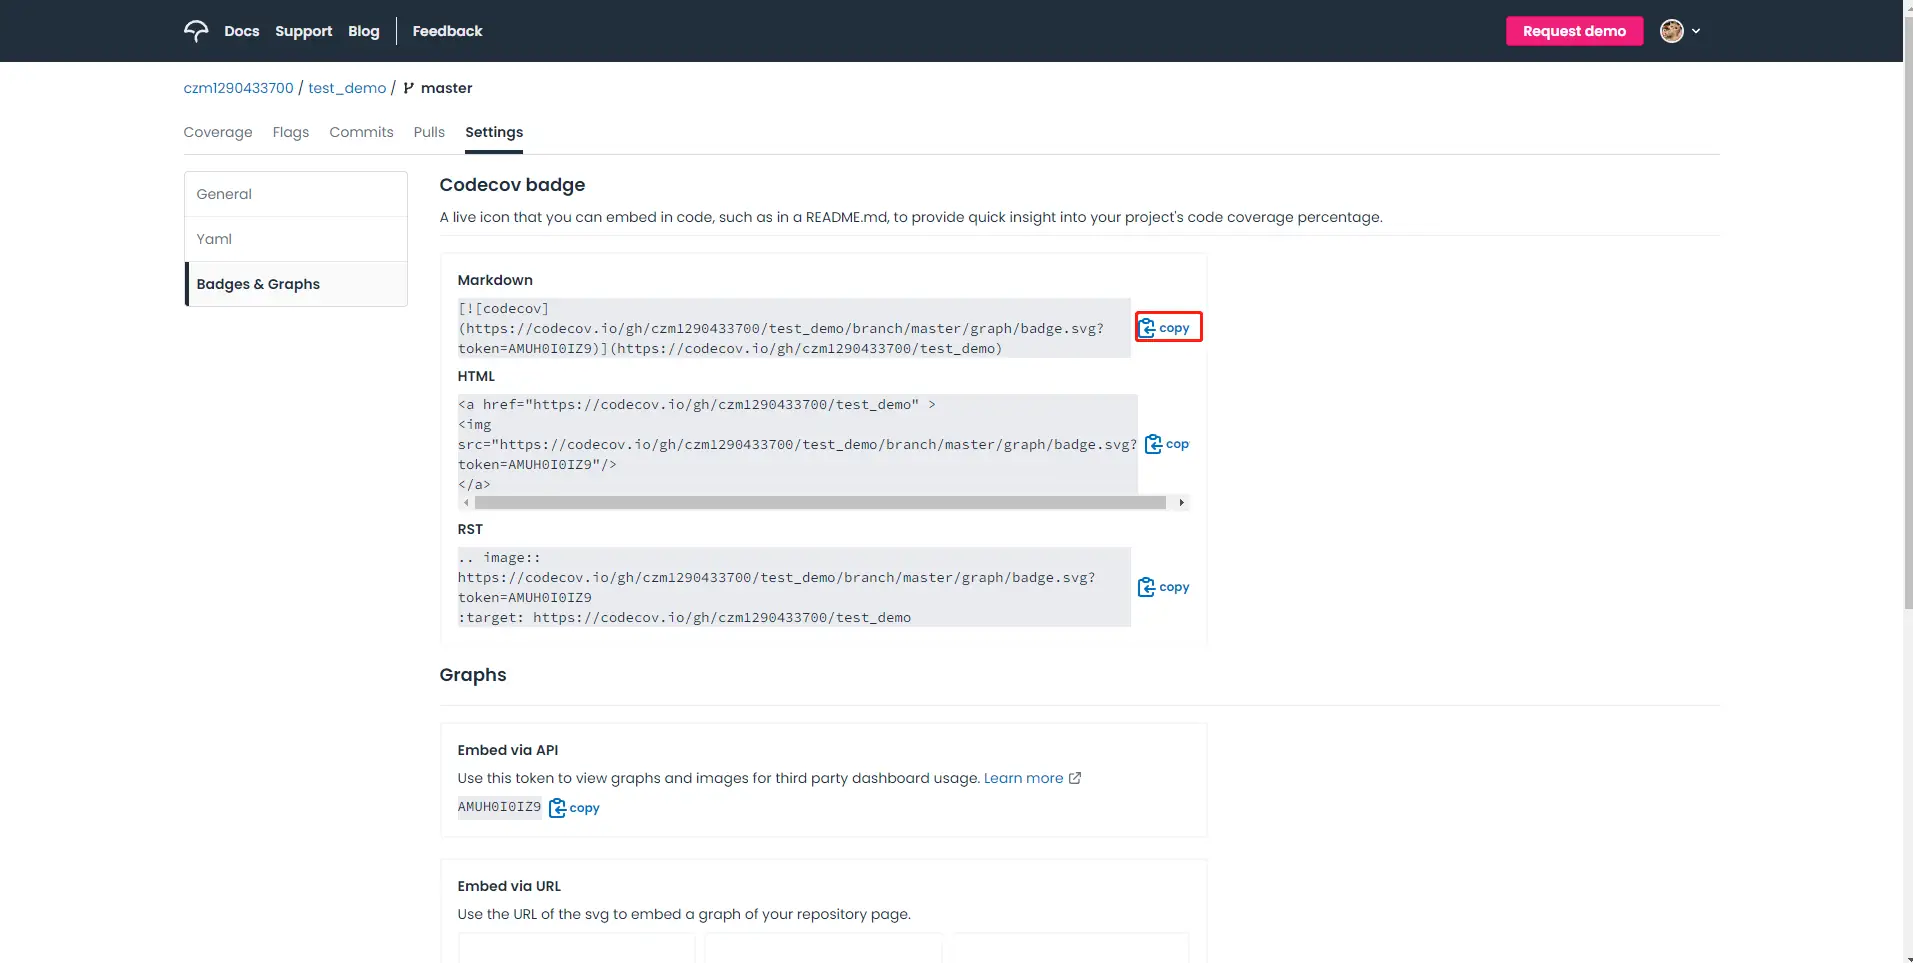 Docs Support Blog Feedback Request demo
czm1290433700 / test_demo / master
Coverage Flags Commits Pulls Settings
General
Yaml
Badges & Graphs
Codecov badge
A live icon that you can embed in code, such as in a README.md, to provide quick insight into your project's code coverage percentage.
Markdown
[![codecov]
(https://codecov.io/gh/czm1290433700/test_demo/branch/master/graph/badge.svg?
token=AMUH0I0IZ9)](https://codecov.io/gh/czm1290433700/test_demo)
copy
HTML
<a href="https://codecov.io/gh/czm1290433700/test_demo" >
<img
src="https://codecov.io/gh/czm1290433700/test_demo/branch/master/graph/badge.svg?
token=AMUH0I0IZ9"/>
</a>
cop
RST
.. image::
https://codecov.io/gh/czm1290433700/test_demo/branch/master/graph/badge.svg?
token=AMUH0I0IZ9
:target: https://codecov.io/gh/czm1290433700/test_demo
copy
Graphs
Embed via API
Use this token to view graphs and images for third party dashboard usage. Learn more
AMUH0I0IZ9 copy
Embed via URL
Use the URL of the svg to embed a graph of your repository page.